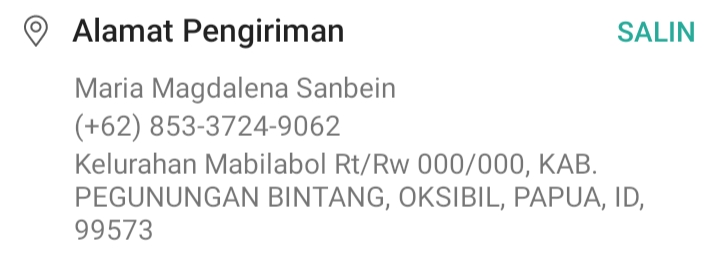 Alamat Pengiriman SALIN
Maria Magdalena Sanbein
(+62) 853-3724-9062
Kelurahan Mabilabol Rt/Rw 000/000, KAB.
PEGUNUNGAN BINTANG, OKSIBIL, PAPUA, ID,
99573